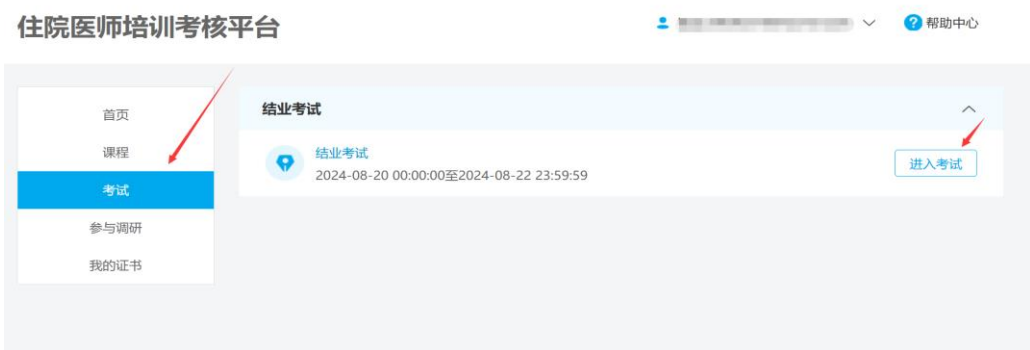 住院医师培训考核平台
帮助中心
首页
课程
考试
参与调研
我的证书
结业考试
结业考试
2024-08-20 00:00:00至2024-08-22 23:59:59
进入考试